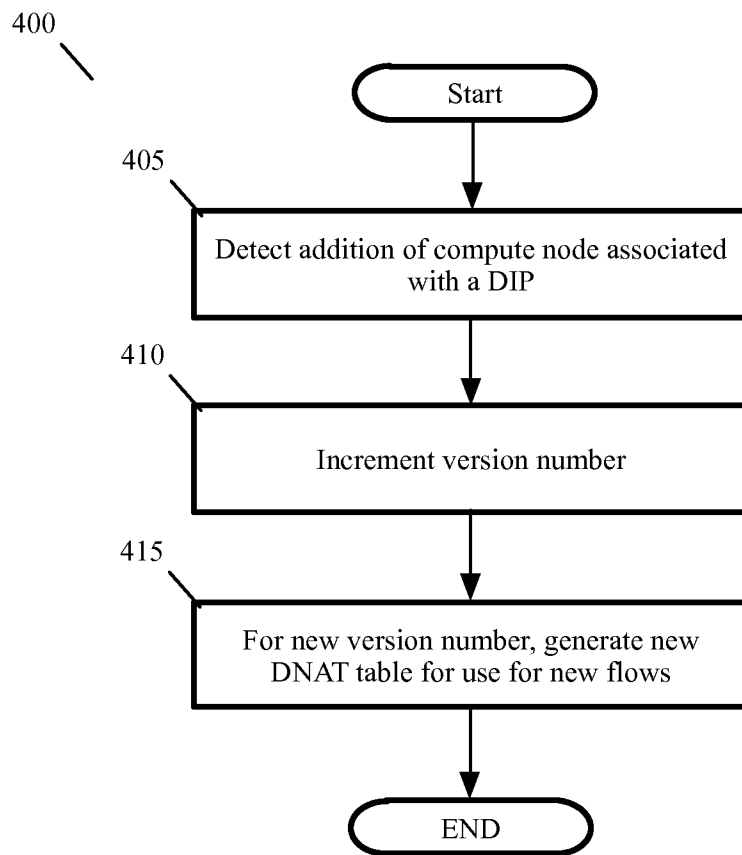 400
Start
405
Detect addition of compute node associated
with a DIP
410
Increment version number
415
For new version number, generate new
DNAT table for use for new flows
END